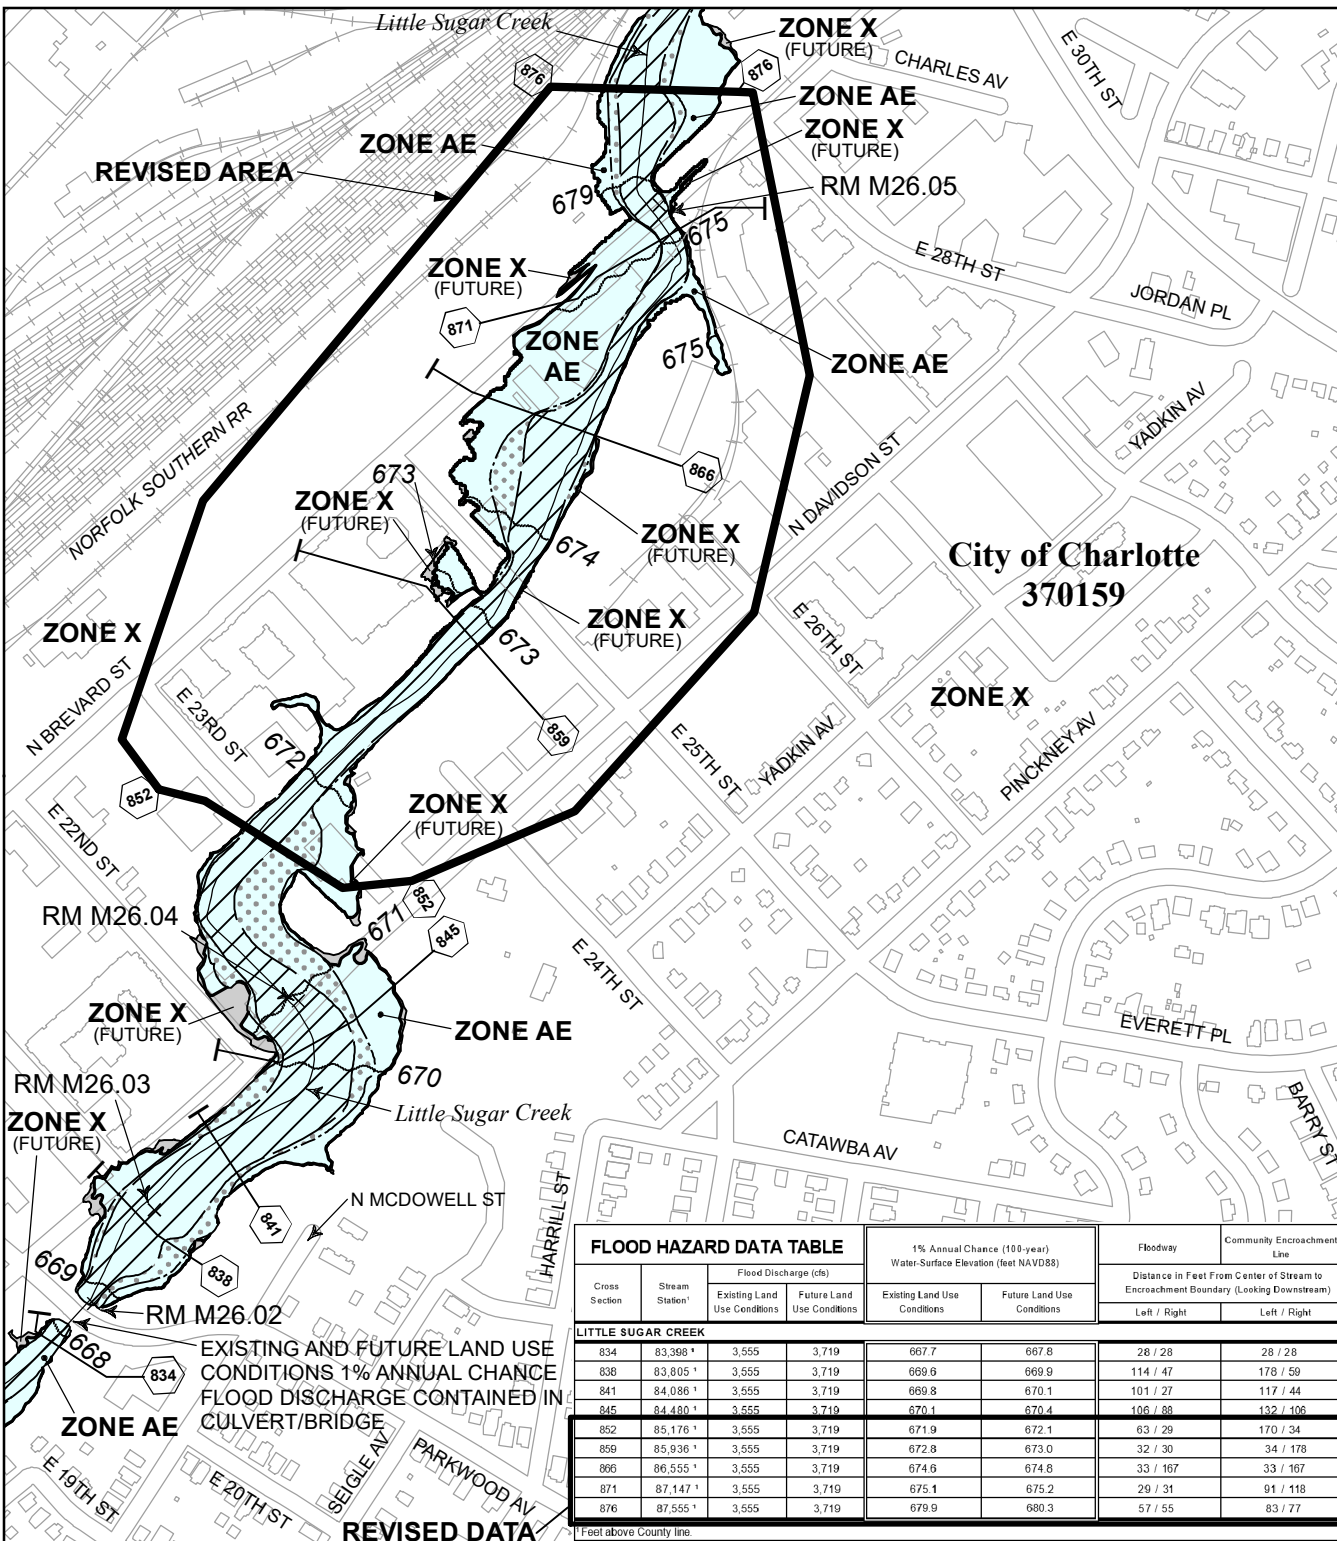 Little Sugar Creek
ZONE X
(FUTURE)
876
876
CHARLES AV
E 30TH ST
ZONE AE
ZONE AE
ZONE X
(FUTURE)
REVISED AREA
RM M26.05
679
675
E 28TH ST
ZONE X
(FUTURE)
JORDAN PL
871
ZONE
AE
675
ZONE AE
YADKIN AV
NORFOLK SOUTHERN RR
866
N DAVIDSON ST
673
ZONE X
(FUTURE)
ZONE X
(FUTURE)
674
City of Charlotte
370159
ZONE X
(FUTURE)
E 26TH ST
ZONE X
673
N BREVARD ST
E 23RD ST
672
859
E 25TH ST
YADKIN AV
ZONE X
PINCKNEY AV
852
ZONE X
(FUTURE)
E 22ND ST
852
RM M26.04
671
845
E 24TH ST
ZONE X
(FUTURE)
ZONE AE
EVERETT PL
RM M26.03
670
Little Sugar Creek
ZONE X
(FUTURE)
BARRY ST
CATAWBA AV
N MCDOWELL ST
HARRILL ST
841
669
838
RM M26.02
668
834
EXISTING AND FUTURE LAND USE
CONDITIONS 1% ANNUAL CHANCE
FLOOD DISCHARGE CONTAINED IN
CULVERT/BRIDGE
ZONE AE
E 19TH ST
E 20TH ST
SEIGLE AV
PARKWOOD AV
REVISED DATA
FLOOD HAZARD DATA TABLE
1% Annual Chance (100-year)
Water-Surface Elevation (feet NAVD88)
Floodway
Community Encroachment
Line
Cross
Section
Stream
Station¹
Flood Discharge (cfs)
Existing Land
Use Conditions
Future Land
Use Conditions
Existing Land Use
Conditions
Future Land Use
Conditions
Distance in Feet From Center of Stream to
Encroachment Boundary (Looking Downstream)
Left / Right
Left / Right
LITTLE SUGAR CREEK
834 83,398 ¹ 3,555 3,719 667.7 667.8 28 / 28 28 / 28
838 83,805 ¹ 3,555 3,719 669.6 669.9 114 / 47 178 / 59
841 84,086 ¹ 3,555 3,719 669.8 670.1 101 / 27 117 / 44
845 84,480 ¹ 3,555 3,719 670.1 670.4 106 / 88 132 / 106
852 85,176 ¹ 3,555 3,719 671.9 672.1 63 / 29 170 / 34
859 85,936 ¹ 3,555 3,719 672.8 673.0 32 / 30 34 / 178
866 86,555 ¹ 3,555 3,719 674.6 674.8 33 / 167 33 / 167
871 87,147 ¹ 3,555 3,719 675.1 675.2 29 / 31 91 / 118
876 87,555 ¹ 3,555 3,719 679.9 680.3 57 / 55 83 / 77
¹ Feet above County line.